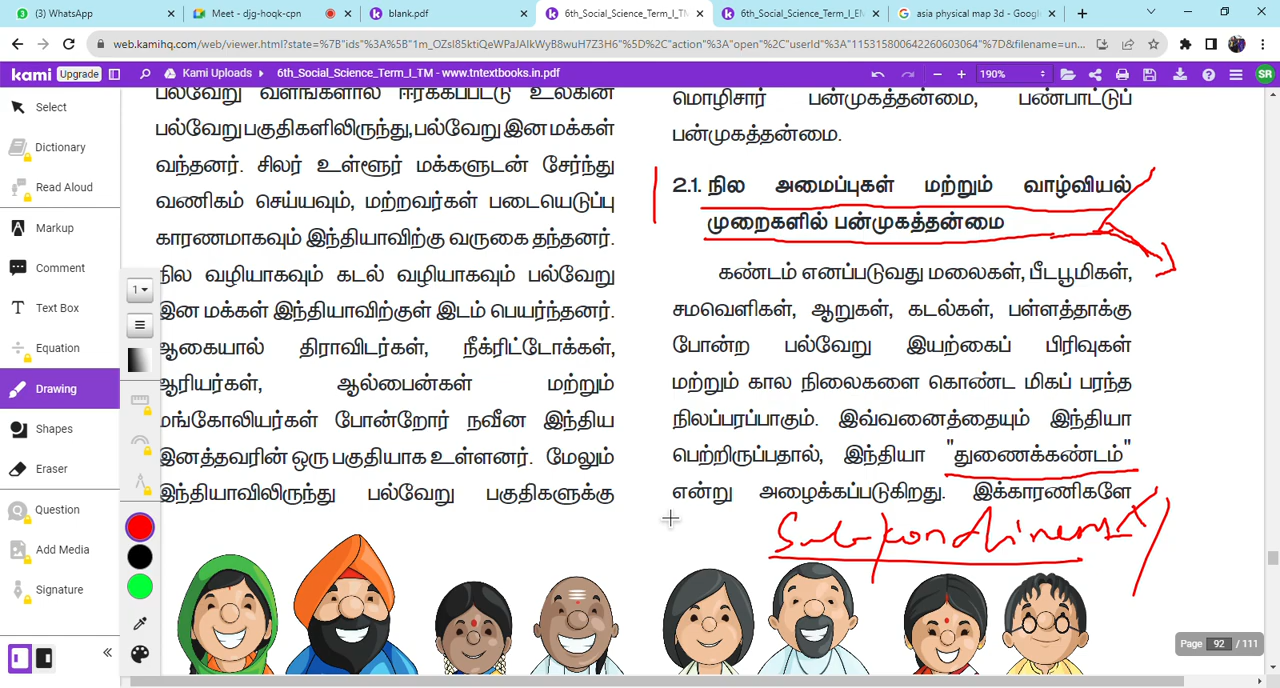 (3) WhatsApp
Meet - djg-hoqk-cpn
blank.pdf
6th_Social_Science_Term_I_TM
6th_Social_Science_Term_I_EM
asia physical map 3d - Google
web.kamihq.com/web/viewer.html?state=%7B"ids"%3A%5B"1m_OZsI85ktiQeWPaJAIkWyB8wuH7Z3H6"%5D%2C"action"%3A"open"%2C"userId"%3A"115315800642260603064"%7D&filename=un...
kami Upgrade
Kami Uploads
6th_Social_Science_Term_I_TM - www.tntextbooks.in.pdf
190%
SR
Select
Dictionary
Read Aloud
Markup
Comment
Text Box
Equation
Drawing
Shapes
Eraser
Question
Add Media
Signature
1
பல்வேறு வளங்களால் ஈர்க்கப்பட்டு உலகின்
பல்வேறு பகுதிகளிலிருந்து, பல்வேறு இன மக்கள்
வந்தனர். சிலர் உள்ளூர் மக்களுடன் சேர்ந்து
வணிகம் செய்யவும், மற்றவர்கள் படையெடுப்பு
காரணமாகவும் இந்தியாவிற்கு வருகை தந்தனர்.
நில வழியாகவும் கடல் வழியாகவும் பல்வேறு
இன மக்கள் இந்தியாவிற்குள் இடம் பெயர்ந்தனர்.
ஆகையால் திராவிடர்கள், நீக்ரிட்டோக்கள்,
ஆரியர்கள், ஆல்பைன்கள் மற்றும்
மங்கோலியர்கள் போன்றோர் நவீன இந்திய
இனத்தவரின் ஒரு பகுதியாக உள்ளனர். மேலும்
இந்தியாவிலிருந்து பல்வேறு பகுதிகளுக்கு
மொழிசார் பன்முகத்தன்மை, பண்பாட்டுப்
பன்முகத்தன்மை.
2.1. நில அமைப்புகள் மற்றும் வாழ்வியல்
முறைகளில் பன்முகத்தன்மை
கண்டம் எனப்படுவது மலைகள், பீடபூமிகள்,
சமவெளிகள், ஆறுகள், கடல்கள், பள்ளத்தாக்கு
போன்ற பல்வேறு இயற்கைப் பிரிவுகள்
மற்றும் கால நிலைகளை கொண்ட மிகப் பரந்த
நிலப்பரப்பாகும். இவ்வனைத்தையும் இந்தியா
பெற்றிருப்பதால், இந்தியா "துணைக்கண்டம்"
என்று அழைக்கப்படுகிறது. இக்காரணிகளே
Page 92 / 111